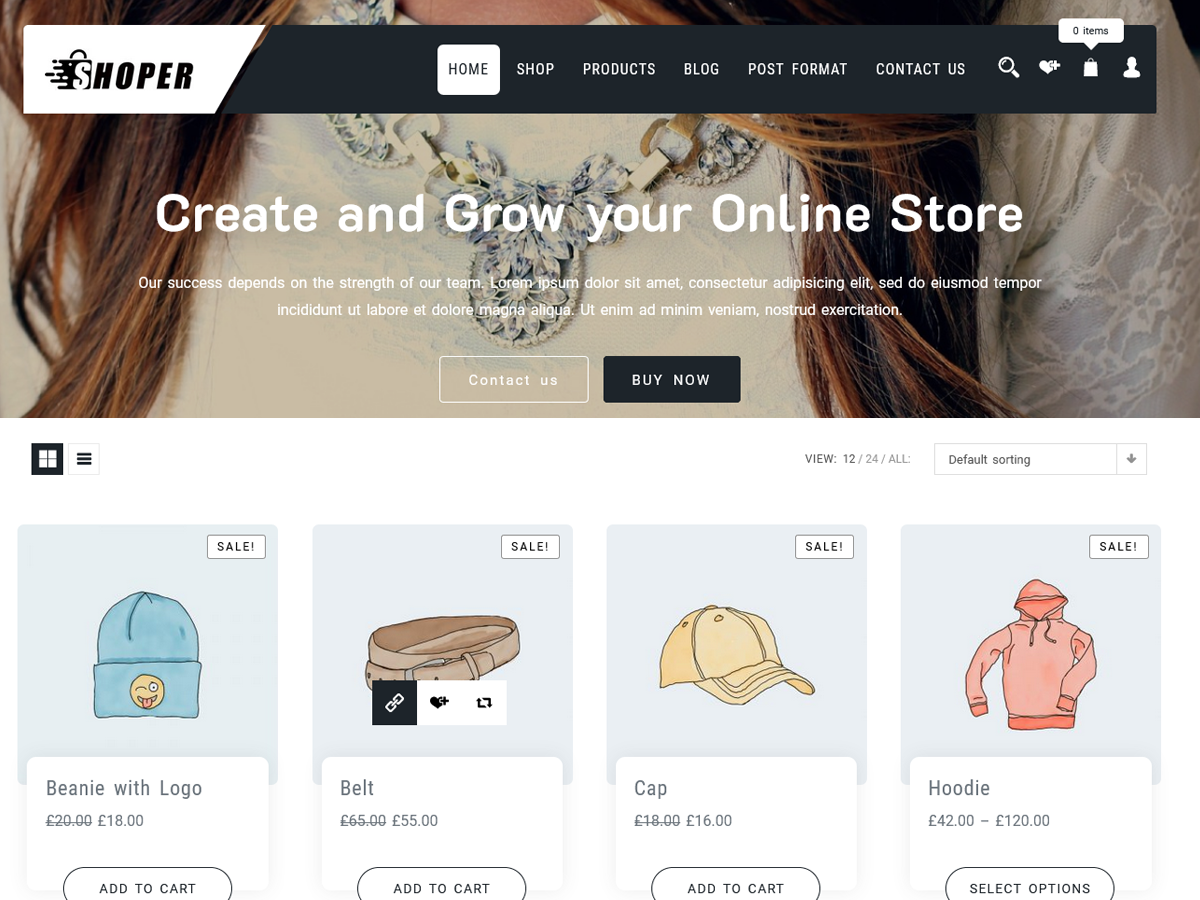 0 items
SHOPER
HOME SHOP PRODUCTS BLOG POST FORMAT CONTACT US
Create and Grow your Online Store
Our success depends on the strength of our team. Lorem ipsum dolor sit amet, consectetur adipisicing elit, sed do eiusmod tempor
incididunt ut labore et dolore magna aliqua. Ut enim ad minim veniam, nostrud exercitation.
Contact us BUY NOW
VIEW: 12 / 24 / ALL: Default sorting
SALE! SALE! SALE! SALE!
Beanie with Logo Belt Cap Hoodie
£20.00 £18.00 £65.00 £55.00 £18.00 £16.00 £42.00 – £120.00
ADD TO CART ADD TO CART ADD TO CART SELECT OPTIONS